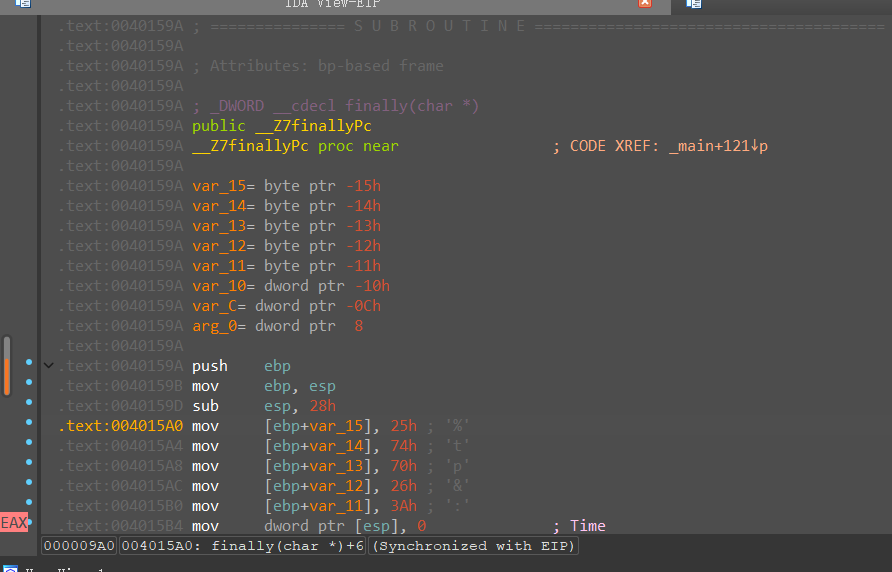 IDA View-EIP
.text:0040159A ; =============== S U B R O U T I N E =======================================
.text:0040159A
.text:0040159A ; Attributes: bp-based frame
.text:0040159A
.text:0040159A ; _DWORD __cdecl finally(char *)
.text:0040159A public __Z7finallyPc
.text:0040159A __Z7finallyPc proc near ; CODE XREF: _main+121↓p
.text:0040159A
.text:0040159A var_15= byte ptr -15h
.text:0040159A var_14= byte ptr -14h
.text:0040159A var_13= byte ptr -13h
.text:0040159A var_12= byte ptr -12h
.text:0040159A var_11= byte ptr -11h
.text:0040159A var_10= dword ptr -10h
.text:0040159A var_C= dword ptr -0Ch
.text:0040159A arg_0= dword ptr 8
.text:0040159A
.text:0040159A push ebp
.text:0040159B mov ebp, esp
.text:0040159D sub esp, 28h
.text:004015A0 mov [ebp+var_15], 25h ; '%'
.text:004015A4 mov [ebp+var_14], 74h ; 't'
.text:004015A8 mov [ebp+var_13], 70h ; 'p'
.text:004015AC mov [ebp+var_12], 26h ; '&'
.text:004015B0 mov [ebp+var_11], 3Ah ; ':'
EAX .text:004015B4 mov dword ptr [esp], 0 ; Time
000009A0 004015A0: finally(char *)+6 (Synchronized with EIP)